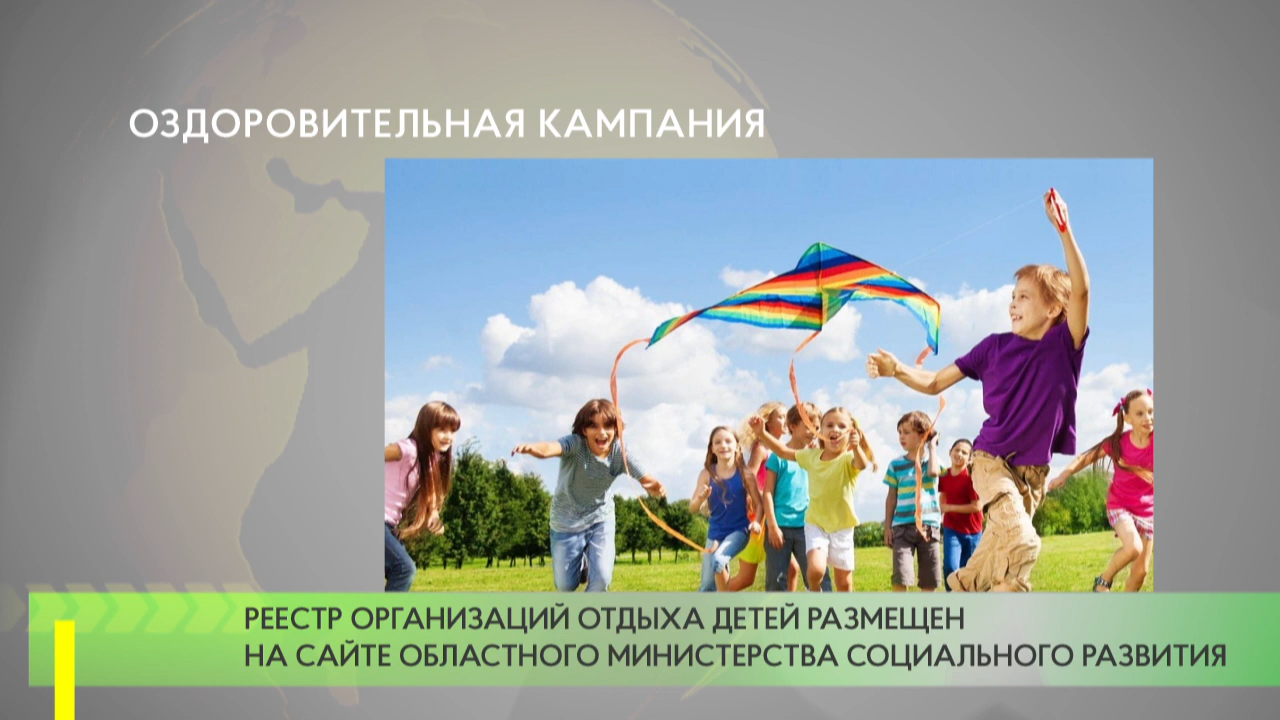 ОЗДОРОВИТЕЛЬНАЯ КАМПАНИЯ
РЕЕСТР ОРГАНИЗАЦИЙ ОТДЫХА ДЕТЕЙ РАЗМЕЩЕН
НА САЙТЕ ОБЛАСТНОГО МИНИСТЕРСТВА СОЦИАЛЬНОГО РАЗВИТИЯ